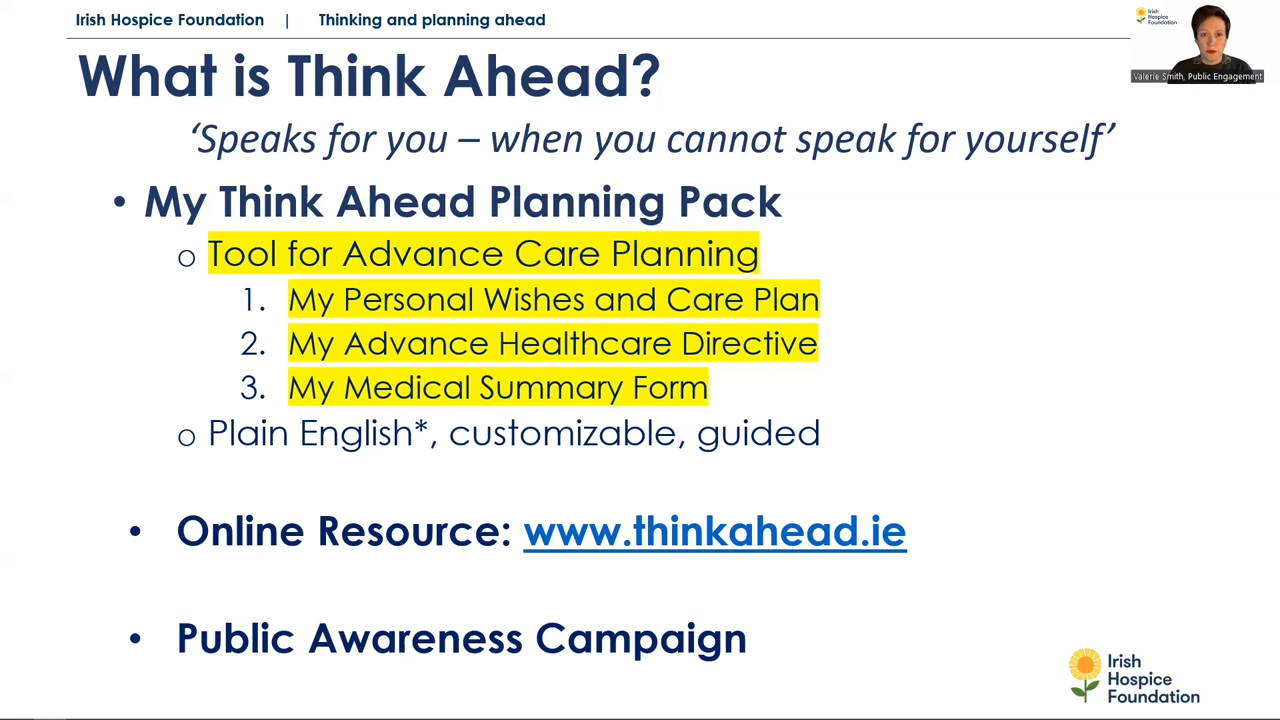 Irish Hospice Foundation | Thinking and planning ahead
Irish
Hospice
Foundation
Valerie Smith, Public Engagement
What is Think Ahead?
‘Speaks for you – when you cannot speak for yourself’
• My Think Ahead Planning Pack
o Tool for Advance Care Planning
1. My Personal Wishes and Care Plan
2. My Advance Healthcare Directive
3. My Medical Summary Form
o Plain English*, customizable, guided
• Online Resource: www.thinkahead.ie
• Public Awareness Campaign
Irish
Hospice
Foundation